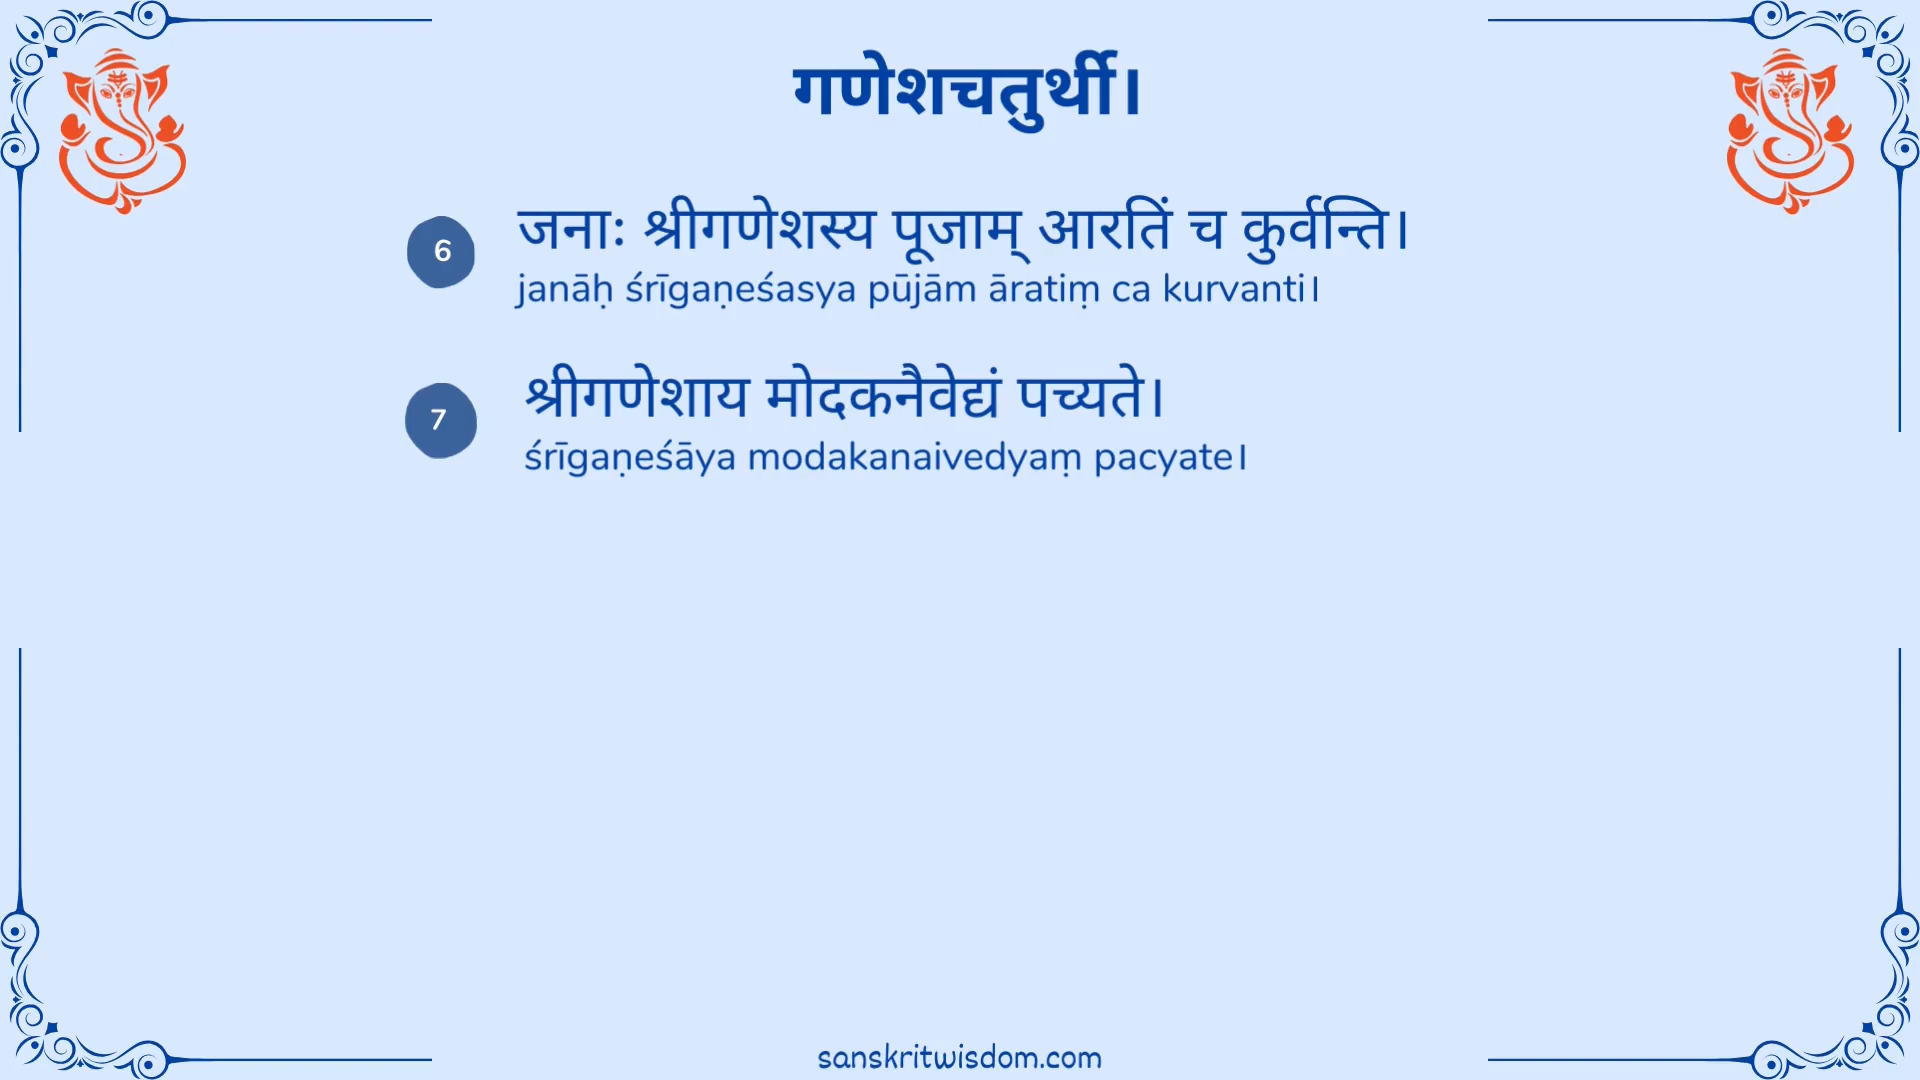 गणेशचतुर्थी।
6
जनाः श्रीगणेशस्य पूजाम् आरतिं च कुर्वन्ति।
janāḥ śrīgaṇeśasya pūjām āratiṃ ca kurvanti।
7
श्रीगणेशाय मोदकनैवेद्यं पच्यते।
śrīgaṇeśāya modakanaivedyaṃ pacyate।
sanskritwisdom.com